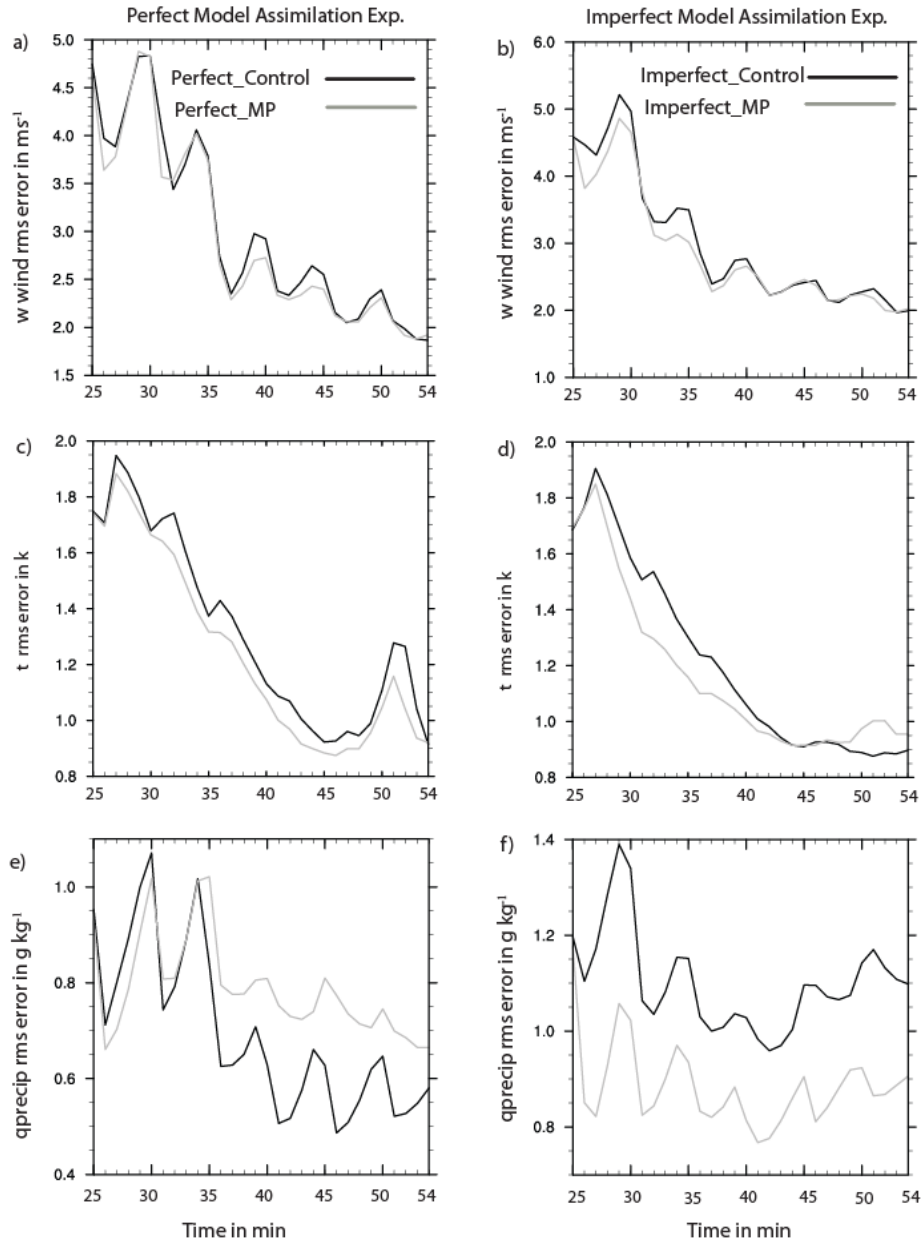 Perfect Model Assimilation Exp.
Imperfect Model Assimilation Exp.
a)
5.0
4.5
4.0
3.5
3.0
2.5
2.0
1.5
w wind rms error in ms⁻¹
Perfect_Control
Perfect_MP
25 30 35 40 45 50 54
b)
6.0
5.0
4.0
3.0
2.0
1.0
w wind rms error in ms⁻¹
Imperfect_Control
Imperfect_MP
25 30 35 40 45 50 54
c)
2.0
1.8
1.6
1.4
1.2
1.0
0.8
t rms error in k
25 30 35 40 45 50 54
d)
2.0
1.8
1.6
1.4
1.2
1.0
0.8
t rms error in k
25 30 35 40 45 50 54
e)
1.0
0.8
0.6
0.4
qprecip rms error in g kg⁻¹
25 30 35 40 45 50 54
Time in min
f)
1.4
1.2
1.0
0.8
qprecip rms error in g kg⁻¹
25 30 35 40 45 50 54
Time in min